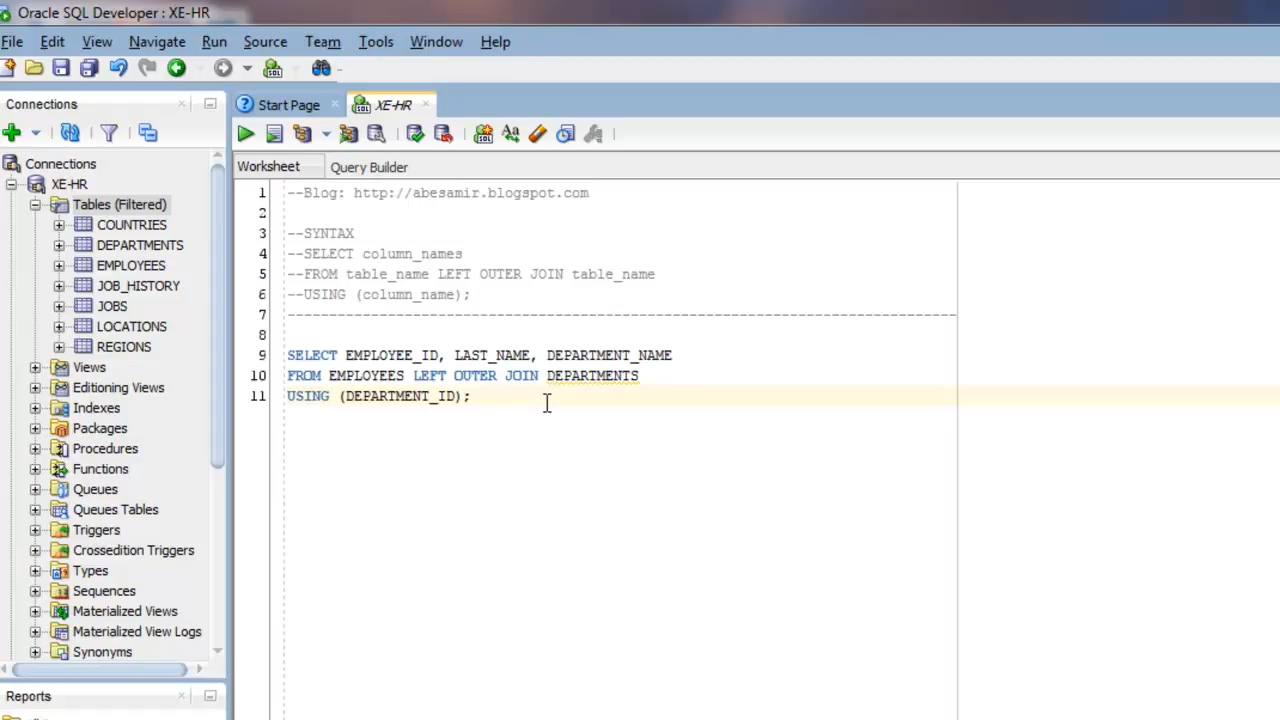 Oracle SQL Developer : XE-HR
File Edit View Navigate Run Source Team Tools Window Help
Connections
Start Page
XE-HR
Worksheet
Query Builder
Connections
XE-HR
Tables (Filtered)
COUNTRIES
DEPARTMENTS
EMPLOYEES
JOB_HISTORY
JOBS
LOCATIONS
REGIONS
Views
Editioning Views
Indexes
Packages
Procedures
Functions
Queues
Queues Tables
Triggers
Crossedition Triggers
Types
Sequences
Materialized Views
Materialized View Logs
Synonyms
Reports
1 --Blog: http://abesamir.blogspot.com
2
3 --SYNTAX
4 --SELECT column_names
5 --FROM table_name LEFT OUTER JOIN table_name
6 --USING (column_name);
7 --------------------------------------------------------------------------------
8
9 SELECT EMPLOYEE_ID, LAST_NAME, DEPARTMENT_NAME
10 FROM EMPLOYEES LEFT OUTER JOIN DEPARTMENTS
11 USING (DEPARTMENT_ID);